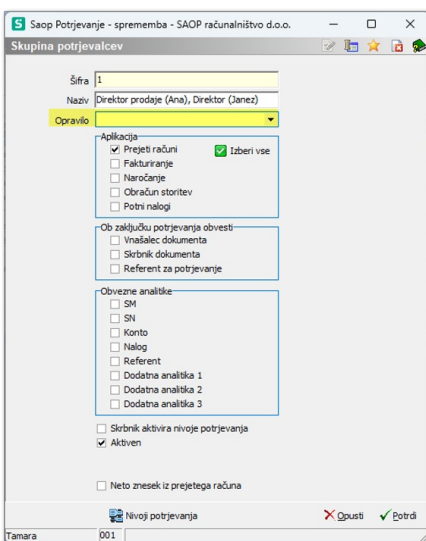 Saop Potrjevanje - sprememba - SAOP računalništvo d.o.o.
Skupina potrjevalcev
Šifra 1
Naziv Direktor prodaje (Ana), Direktor (Janez)
Opravilo
Aplikacija
Prejeti računi Izberi vse
Fakturiranje
Naročanje
Obračun storitev
Potni nalogi
Ob zaključku potrjevanja obvesti
Vnašalec dokumenta
Skrbnik dokumenta
Referent za potrjevanje
Obvezne analitike
SM
SN
Konto
Nalog
Referent
Dodatna analitika 1
Dodatna analitika 2
Dodatna analitika 3
Skrbnik aktivira nivoje potrjevanja
Aktiven
Neto znesek iz prejetega računa
Nivoji potrjevanja Opusti Potrdi
Tamara 001